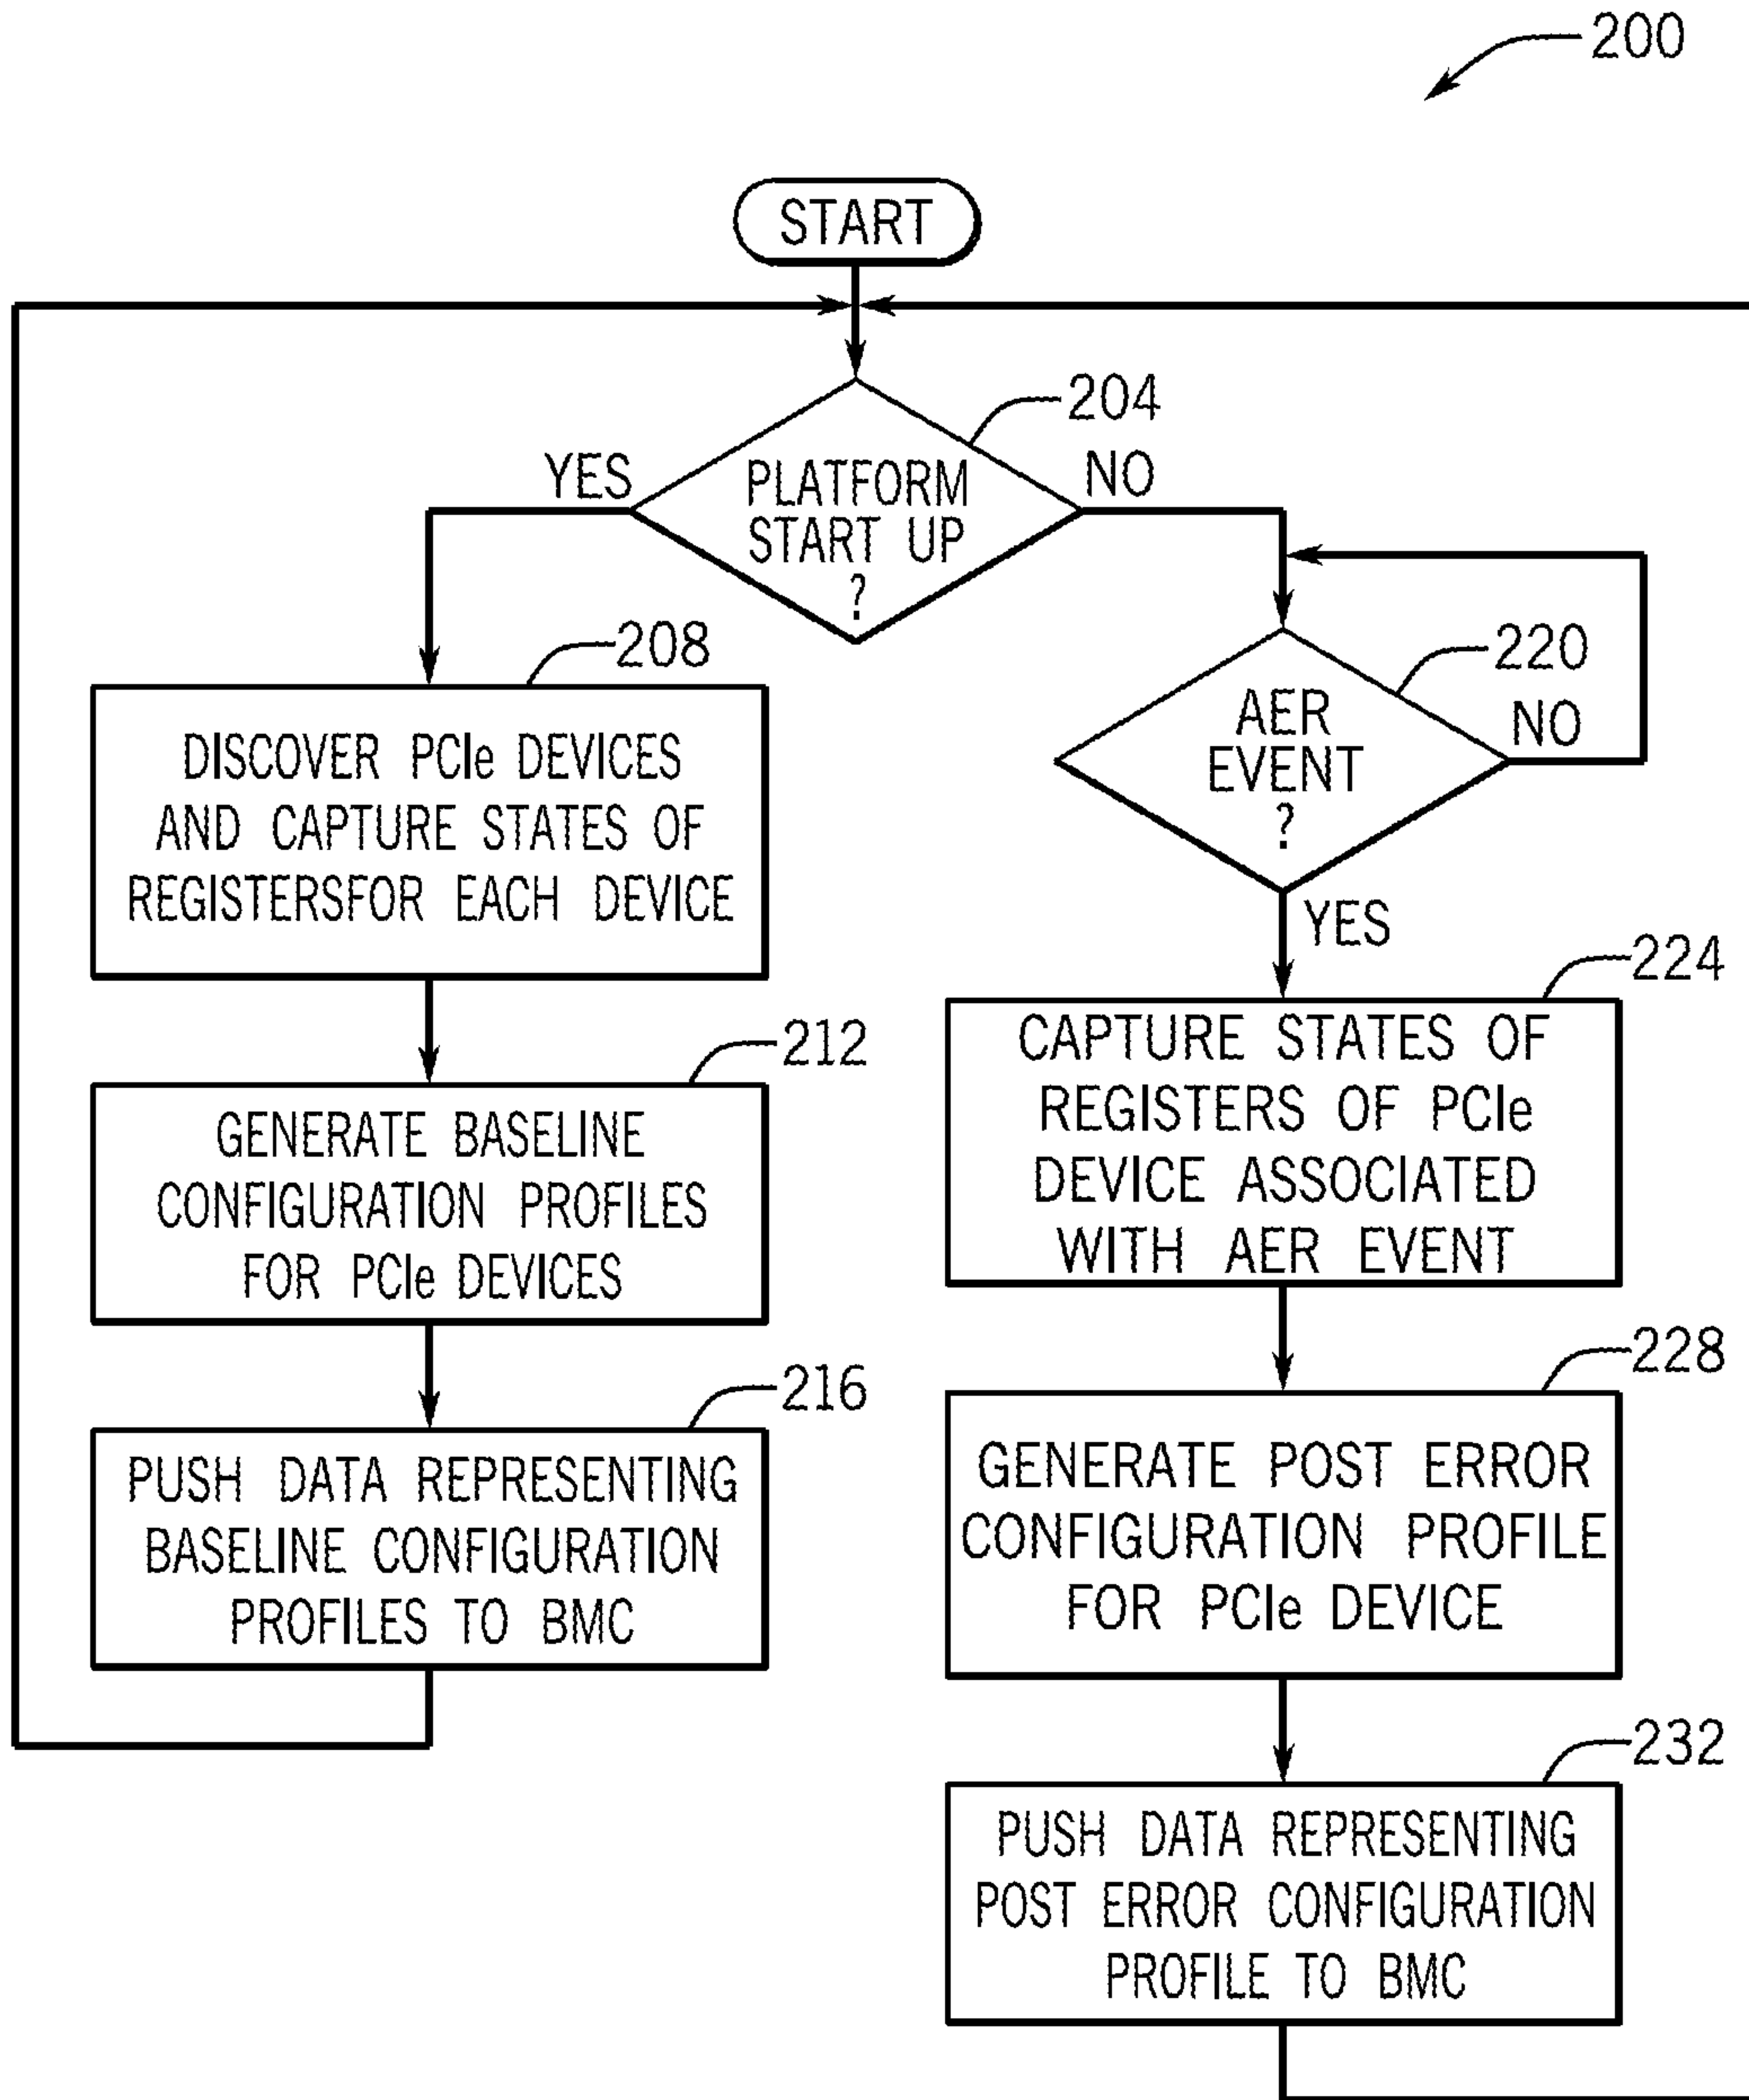 200
START
204
YES
NO
PLATFORM
START UP
?
208
DISCOVER PCIe DEVICES
AND CAPTURE STATES OF
REGISTERSFOR EACH DEVICE
212
GENERATE BASELINE
CONFIGURATION PROFILES
FOR PCIe DEVICES
216
PUSH DATA REPRESENTING
BASELINE CONFIGURATION
PROFILES TO BMC
220
AER
EVENT
?
NO
YES
224
CAPTURE STATES OF
REGISTERS OF PCIe
DEVICE ASSOCIATED
WITH AER EVENT
228
GENERATE POST ERROR
CONFIGURATION PROFILE
FOR PCIe DEVICE
232
PUSH DATA REPRESENTING
POST ERROR CONFIGURATION
PROFILE TO BMC